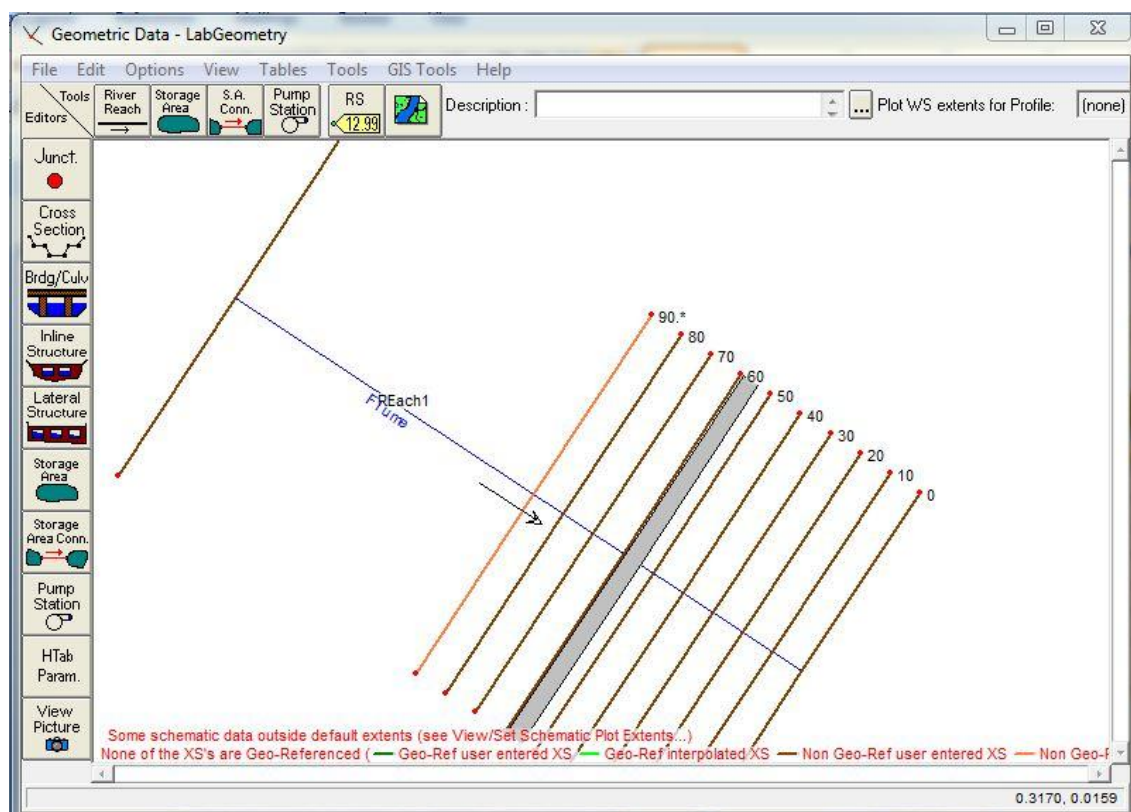 Geometric Data - LabGeometry
File Edit Options View Tables Tools GIS Tools Help
Tools
Editors
River
Reach
Storage
Area
S.A.
Conn.
Pump
Station
RS
12.99
Description :
...
Plot WS extents for Profile:
(none)
Junct.
Cross
Section
Brdg/Culv
Inline
Structure
Lateral
Structure
Storage
Area
Storage
Area Conn.
Pump
Station
HTab
Param.
View
Picture
90.*
80
70
60
50
40
30
20
10
0
REach1
Flume
Some schematic data outside default extents (see View/Set Schematic Plot Extents...)
None of the XS's are Geo-Referenced ( Geo-Ref user entered XS Geo-Ref interpolated XS Non Geo-Ref user entered XS Non Geo-R
0.3170, 0.0159